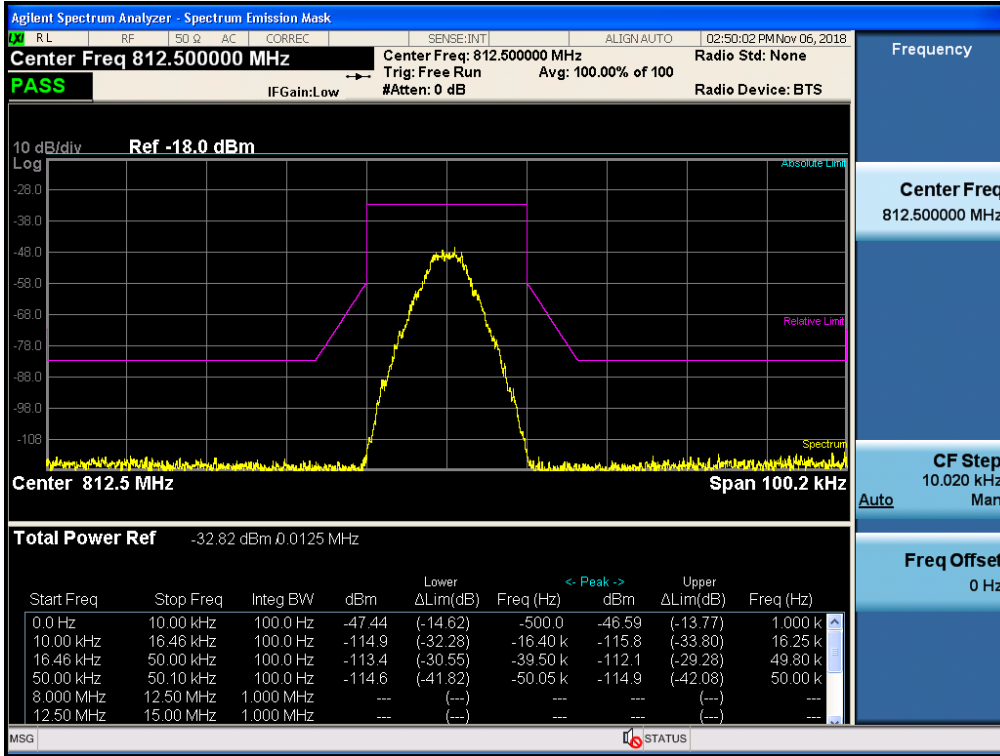 Agilent Spectrum Analyzer - Spectrum Emission Mask
LXI RL RF 50 Ω AC CORREC SENSE:INT ALIGN AUTO 02:50:02 PM Nov 06, 2018
Center Freq 812.500000 MHz
Center Freq: 812.500000 MHz Radio Std: None
Trig: Free Run Avg: 100.00% of 100
PASS IFGain:Low #Atten: 0 dB Radio Device: BTS
10 dB/div Ref -18.0 dBm
Log
Absolute Limit
-28.0
-38.0
-48.0
-58.0
-68.0
Relative Limit
-78.0
-88.0
-98.0
-108
Spectrum
Center 812.5 MHz Span 100.2 kHz
Total Power Ref -32.82 dBm /0.0125 MHz
Lower <- Peak -> Upper
Start Freq Stop Freq Integ BW dBm ΔLim(dB) Freq (Hz) dBm ΔLim(dB) Freq (Hz)
0.0 Hz 10.00 kHz 100.0 Hz -47.44 (-14.62) -500.0 -46.59 (-13.77) 1.000 k
10.00 kHz 16.46 kHz 100.0 Hz -114.9 (-32.28) -16.40 k -115.8 (-33.80) 16.25 k
16.46 kHz 50.00 kHz 100.0 Hz -113.4 (-30.55) -39.50 k -112.1 (-29.28) 49.80 k
50.00 kHz 50.10 kHz 100.0 Hz -114.6 (-41.82) -50.05 k -114.9 (-42.08) 50.00 k
8.000 MHz 12.50 MHz 1.000 MHz --- (---) --- --- (---) ---
12.50 MHz 15.00 MHz 1.000 MHz --- (---) --- --- (---) ---
MSG STATUS
Frequency
Center Freq
812.500000 MHz
CF Step
10.020 kHz
Auto Man
Freq Offset
0 Hz